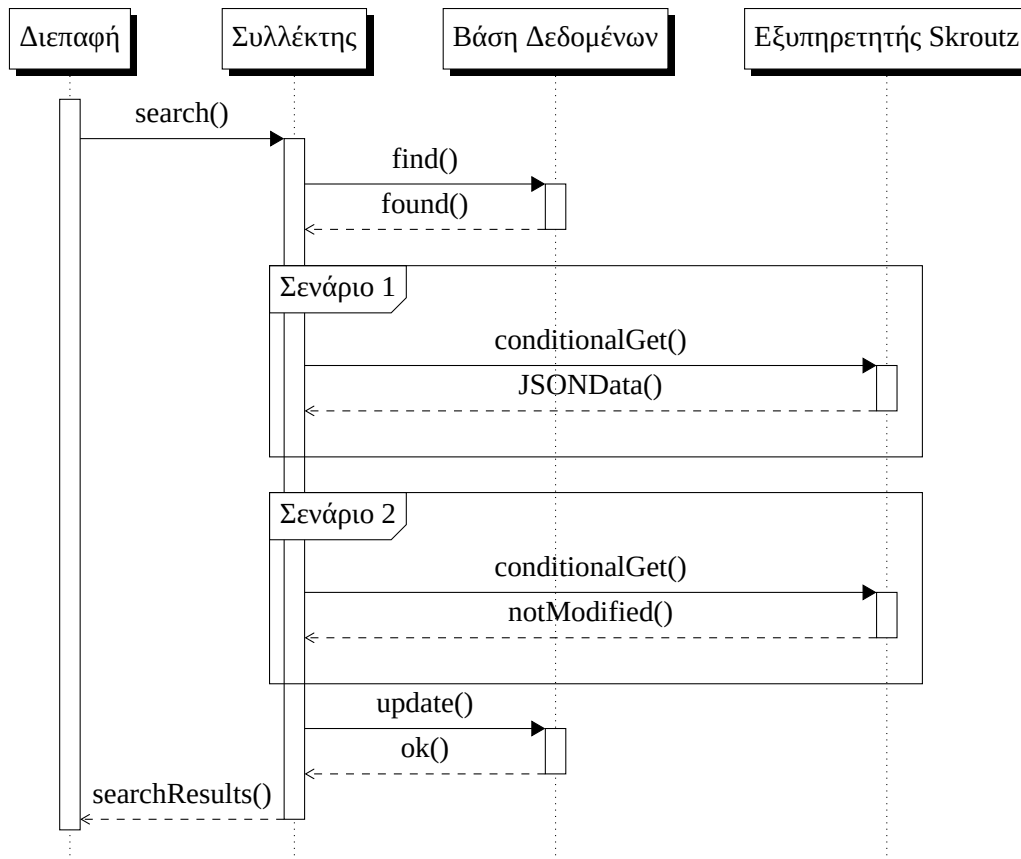 Διεπαφή
Συλλέκτης
Βάση Δεδομένων
Εξυπηρετητής Skroutz
search()
find()
found()
Σενάριο 1
conditionalGet()
JSONData()
Σενάριο 2
conditionalGet()
notModified()
update()
ok()
searchResults()